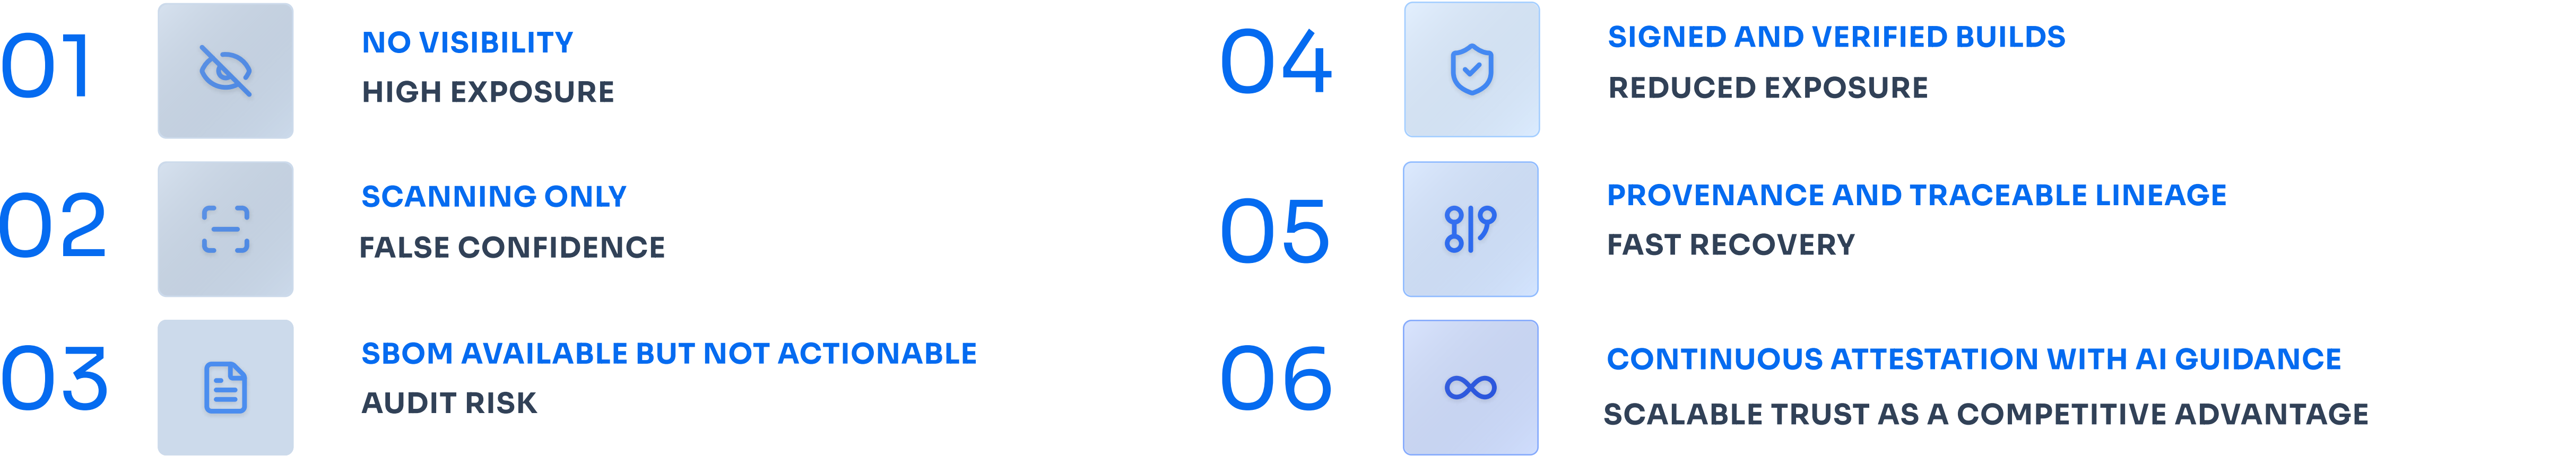 01
NO VISIBILITY
HIGH EXPOSURE
02
SCANNING ONLY
FALSE CONFIDENCE
03
SBOM AVAILABLE BUT NOT ACTIONABLE
AUDIT RISK
04
SIGNED AND VERIFIED BUILDS
REDUCED EXPOSURE
05
PROVENANCE AND TRACEABLE LINEAGE
FAST RECOVERY
06
CONTINUOUS ATTESTATION WITH AI GUIDANCE
SCALABLE TRUST AS A COMPETITIVE ADVANTAGE